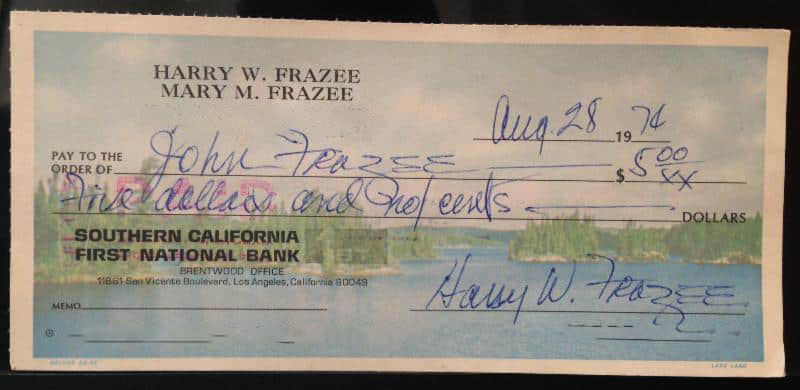 HARRY W. FRAZEE
MARY M. FRAZEE
Aug. 28 1974
PAY TO THE
ORDER OF John Frazee $5 00/xx
Five dollars and no/ cents DOLLARS
SOUTHERN CALIFORNIA
FIRST NATIONAL BANK
BRENTWOOD OFFICE
11661 San Vicente Boulevard, Los Angeles, California 90049
Harry W. Frazee
MEMO